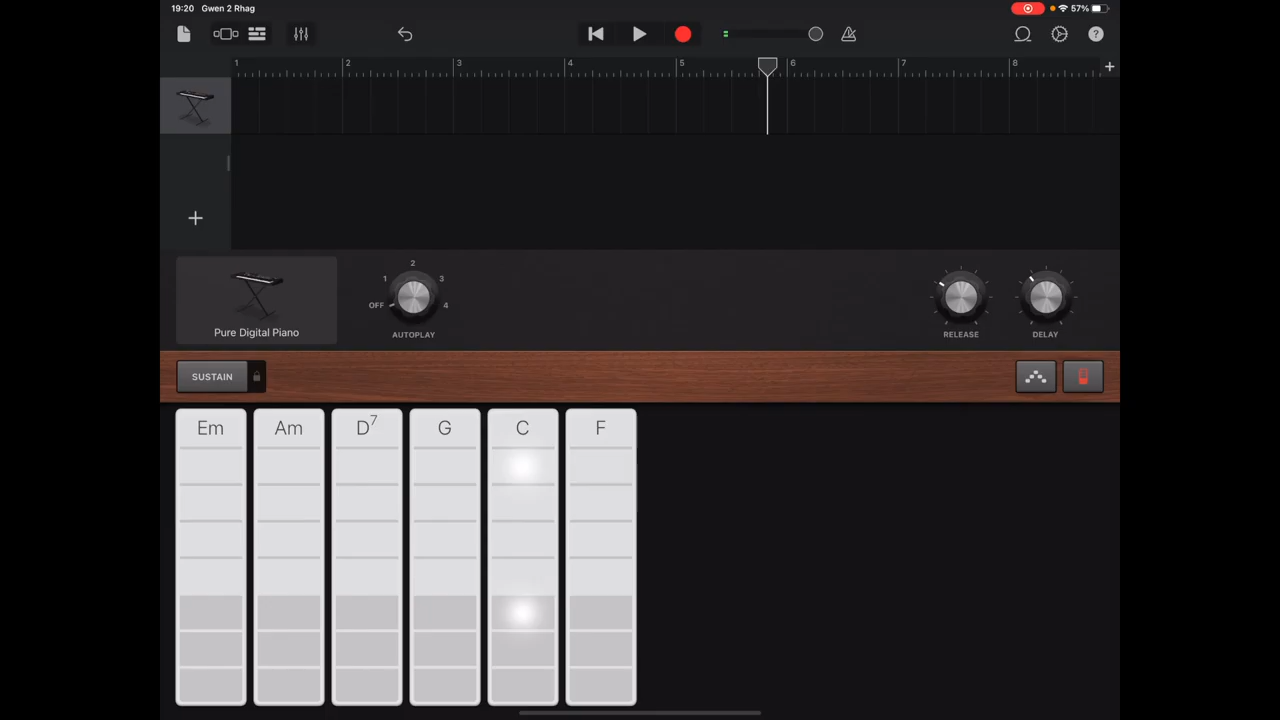 19:20 Gwen 2 Rhag
57%
1 2 3 4 5 6 7 8
Pure Digital Piano
OFF 1 2 3 4
AUTOPLAY
RELEASE
DELAY
SUSTAIN
Em Am D7 G C F